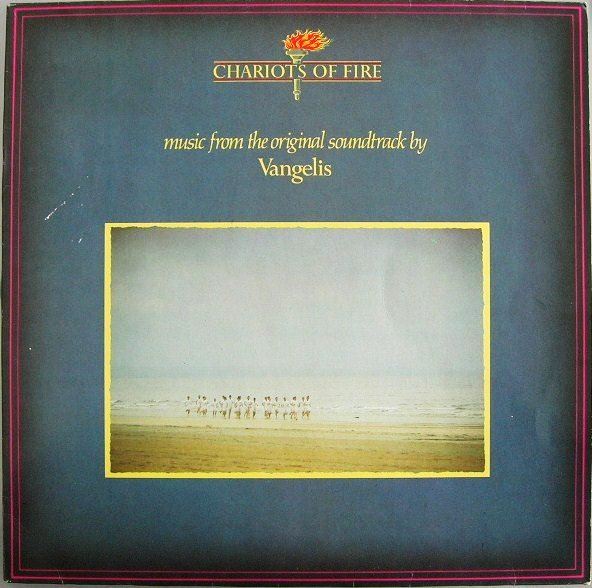 CHARIOTS OF FIRE
music from the original soundtrack by
Vangelis